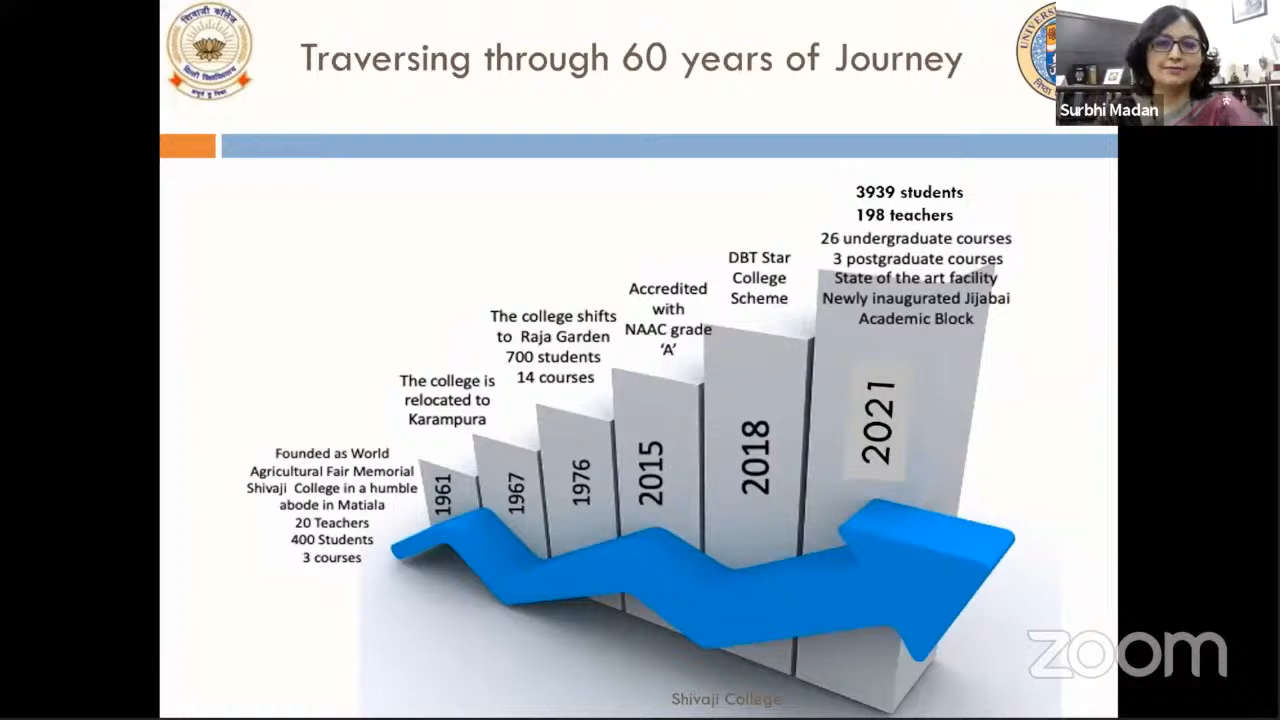 शिवाजी कॉलेज
Traversing through 60 years of Journey
UNIVERS
Surbhi Madan
3939 students
198 teachers
26 undergraduate courses
3 postgraduate courses
State of the art facility
Newly inaugurated Jijabai
Academic Block
DBT Star
College
Scheme
Accredited
with
NAAC grade
‘A’
The college shifts
to Raja Garden
700 students
14 courses
The college is
relocated to
Karampura
Founded as World
Agricultural Fair Memorial
Shivaji College in a humble
abode in Matiala
20 Teachers
400 Students
3 courses
1961
1967
1976
2015
2018
2021
zoom
Shivaji College